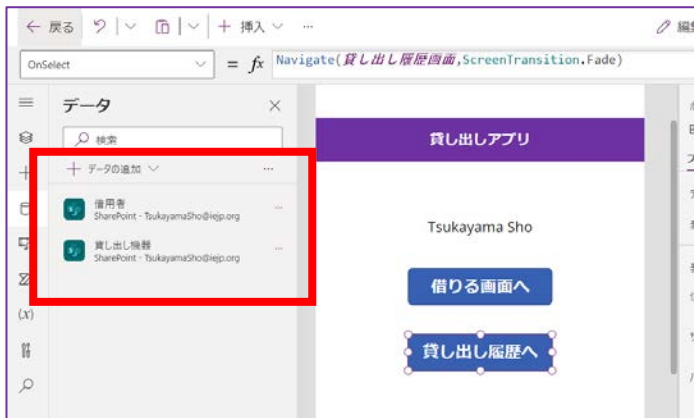 ← 戻る 挿入 … 編集
OnSelect = fx Navigate(貸し出し履歴画面,ScreenTransition.Fade)
データ ×
検索
+ データの追加 …
借用者 …
SharePoint - TsukayamaSho@iejp.org
貸し出し機器 …
SharePoint - TsukayamaSho@iejp.org
(x)
貸し出しアプリ
Tsukayama Sho
借りる画面へ
貸し出し履歴へ